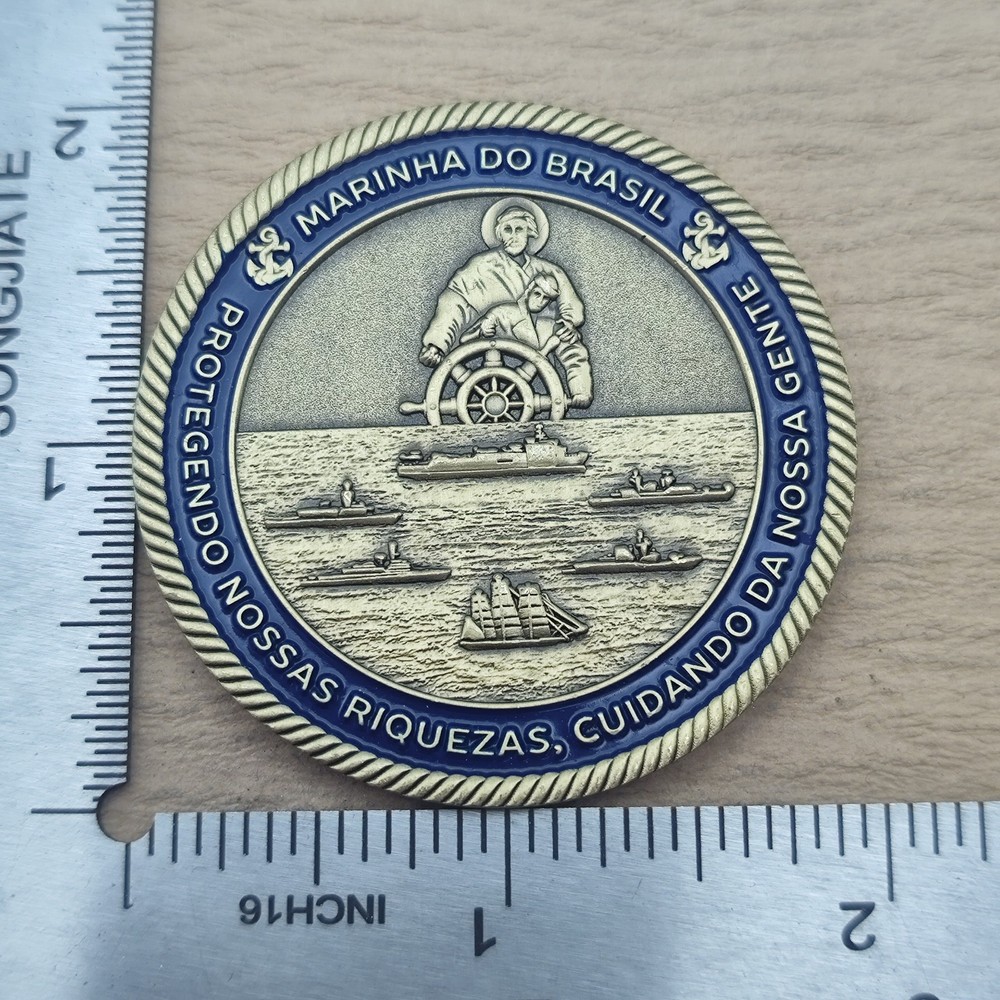 MARINHA DO BRASIL
PROTEGENDO NOSSAS RIQUEZAS, CUIDANDO DA NOSSA GENTE
SONGJIATE
2
1
INCH16
1
2